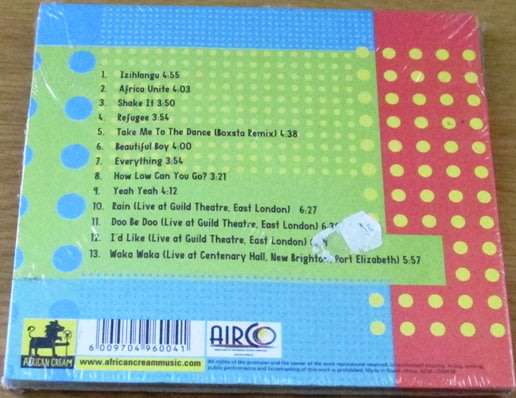 1. Izihlangu 4:55
2. Africa Unite 4:03
3. Shake It 3:50
4. Refugee 3:54
5. Take Me To The Dance (Boxsta Remix) 4:38
6. Beautiful Boy 4:00
7. Everything 3:54
8. How Low Can You Go? 3:21
9. Yeah Yeah 4:12
10. Rain (Live at Guild Theatre, East London) 6:27
11. Doo Be Doo (Live at Guild Theatre, East London)
12. I'd Like (Live at Guild Theatre, East London)
13. Waka Waka (Live at Centenary Hall, New Brighton, Port Elizabeth) 5:57
AFRICAN CREAM
6 009704 960041
www.africancreammusic.com
AIRCO